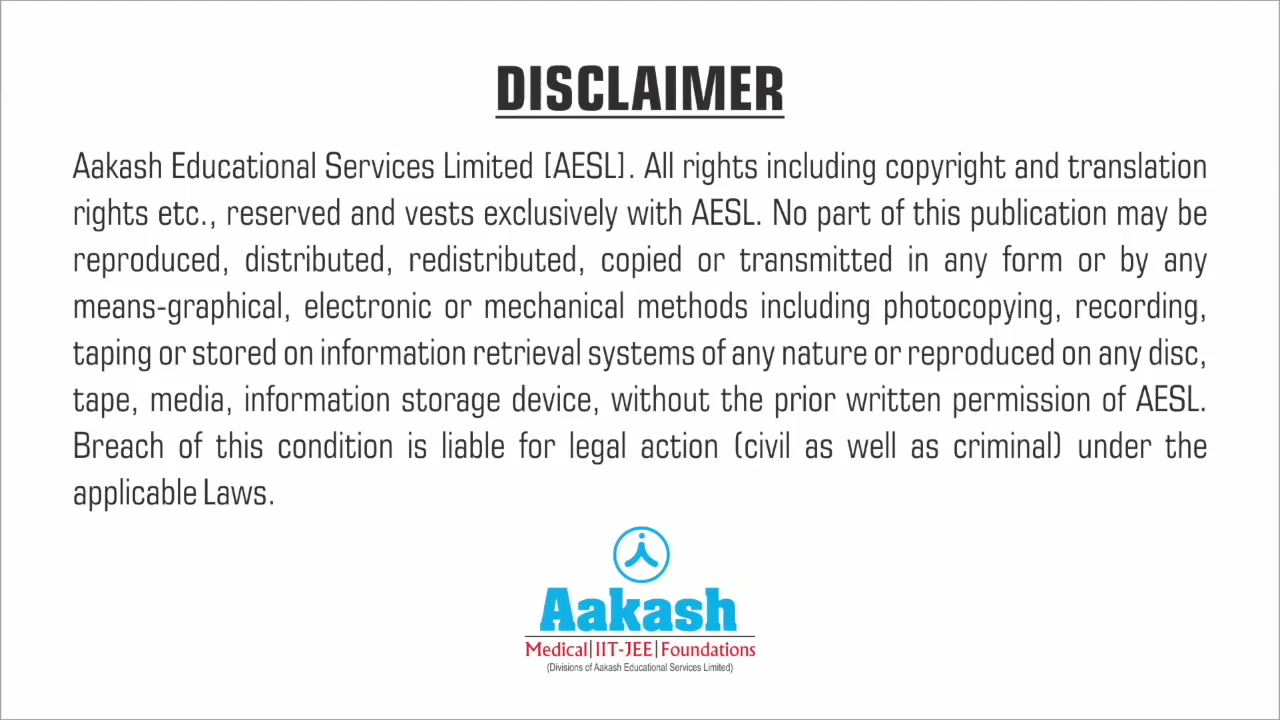 DISCLAIMER
Aakash Educational Services Limited [AESL]. All rights including copyright and translation
rights etc., reserved and vests exclusively with AESL. No part of this publication may be
reproduced, distributed, redistributed, copied or transmitted in any form or by any
means-graphical, electronic or mechanical methods including photocopying, recording,
taping or stored on information retrieval systems of any nature or reproduced on any disc,
tape, media, information storage device, without the prior written permission of AESL.
Breach of this condition is liable for legal action (civil as well as criminal) under the
applicable Laws.
Aakash
Medical|IIT-JEE|Foundations
(Divisions of Aakash Educational Services Limited)